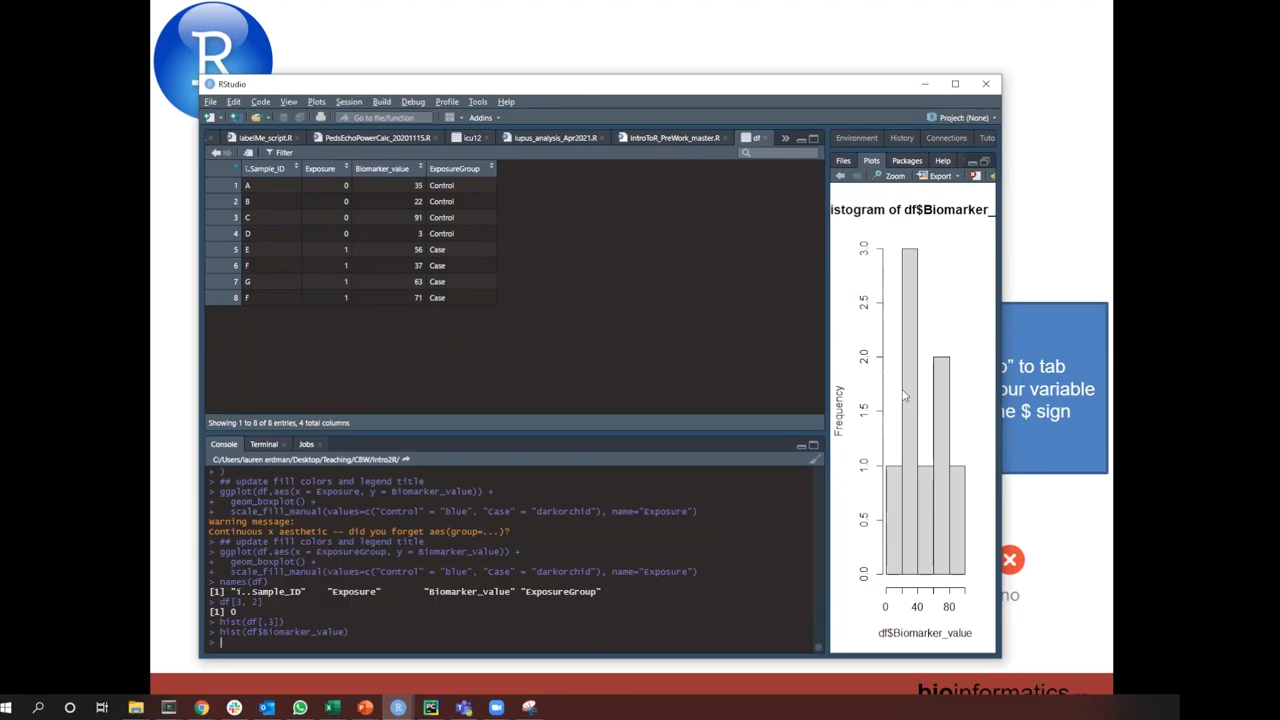 R
RStudio
File Edit Code View Plots Session Build Debug Profile Tools Help
Go to file/function
Addins
Project: (None)
labelMe_script.R
PedsEchoPowerCalc_20201115.R
icu12
lupus_analysis_Apr2021.R
IntroToR_PreWork_master.R
df
Filter
ï..Sample_ID Exposure Biomarker_value ExposureGroup
1 A 0 35 Control
2 B 0 22 Control
3 C 0 91 Control
4 D 0 3 Control
5 E 1 56 Case
6 F 1 37 Case
7 G 1 63 Case
8 F 1 71 Case
Showing 1 to 8 of 8 entries, 4 total columns
Console Terminal Jobs
C:/Users/lauren erdman/Desktop/Teaching/CBW/Intro2R/
+ )
> ## update fill colors and legend title
> ggplot(df,aes(x = Exposure, y = Biomarker_value)) +
+ geom_boxplot() +
+ scale_fill_manual(values=c("Control" = "blue", "Case" = "darkorchid"), name="Exposure")
Warning message:
Continuous x aesthetic -- did you forget aes(group=...)?
> ## update fill colors and legend title
> ggplot(df,aes(x = ExposureGroup, y = Biomarker_value)) +
+ geom_boxplot() +
+ scale_fill_manual(values=c("Control" = "blue", "Case" = "darkorchid"), name="Exposure")
> names(df)
[1] "ï..Sample_ID" "Exposure" "Biomarker_value" "ExposureGroup"
> df[3, 2]
[1] 0
> hist(df[,3])
> hist(df$Biomarker_value)
>
Environment History Connections Tuto
Files Plots Packages Help
Zoom Export
istogram of df$Biomarker_
Frequency
3.0
2.5
2.0
1.5
1.0
0.5
0.0
0 40 80
df$Biomarker_value
o” to tab
our variable
he $ sign
no
bioinformatics
PC